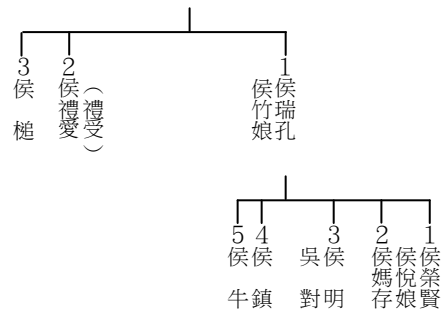 1
侯瑞孔
侯竹娘
2
(禮受)
侯禮愛
3
侯 槌
1
侯榮賢
侯悅娘
2
侯媽存
3
侯 明
吳 對
4
侯 鎮
5
侯 牛